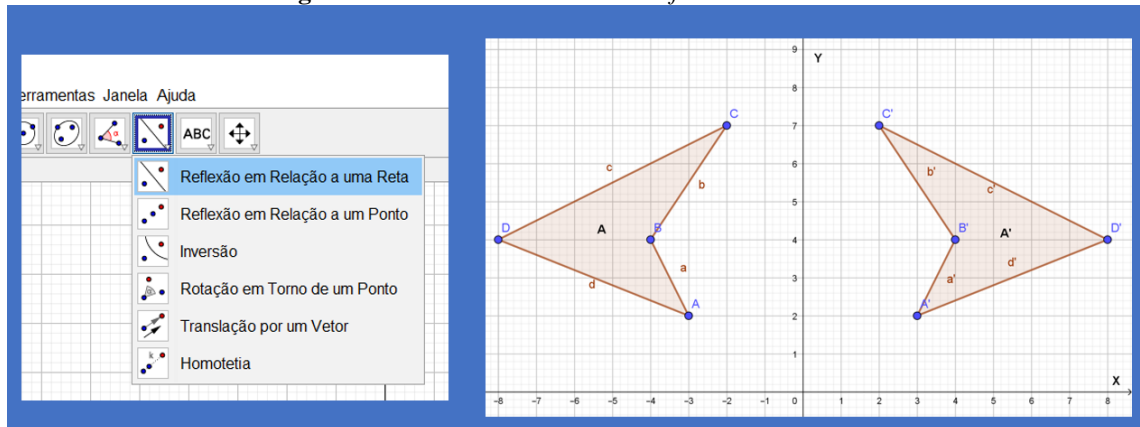 erramentas Janela Ajuda
ABC
Reflexão em Relação a uma Reta
Reflexão em Relação a um Ponto
Inversão
Rotação em Torno de um Ponto
Translação por um Vetor
Homotetia
9
Y
8
C
C'
7
6
c
b
b'
c'
5
D
A
B
B'
A'
D'
4
a
d
a'
d'
3
A
A'
2
1
X
-8 -7 -6 -5 -4 -3 -2 -1 0 1 2 3 4 5 6 7 8